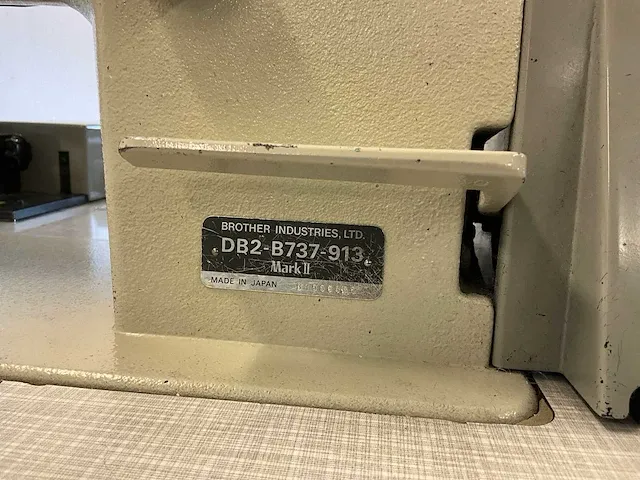 BROTHER INDUSTRIES, LTD.
DB2-B737-913
Mark II
MADE IN JAPAN